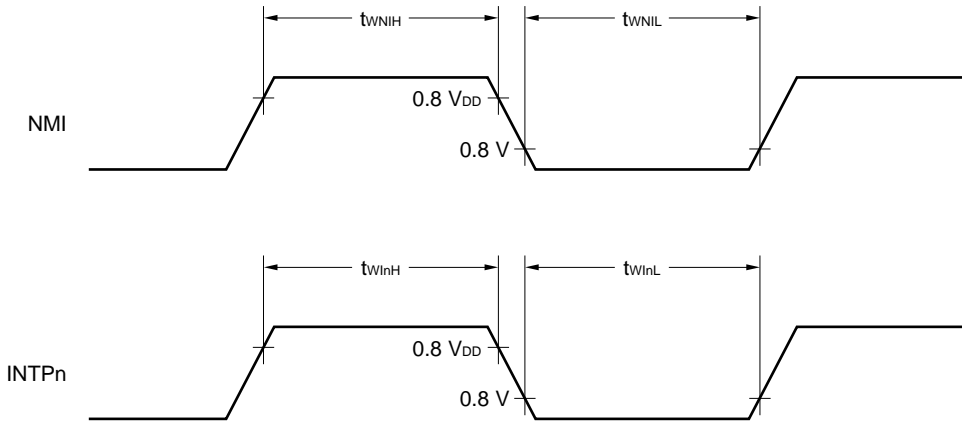 tWNIH
tWNIL
0.8 VDD
NMI
0.8 V
tWInH
tWInL
0.8 VDD
INTPn
0.8 V